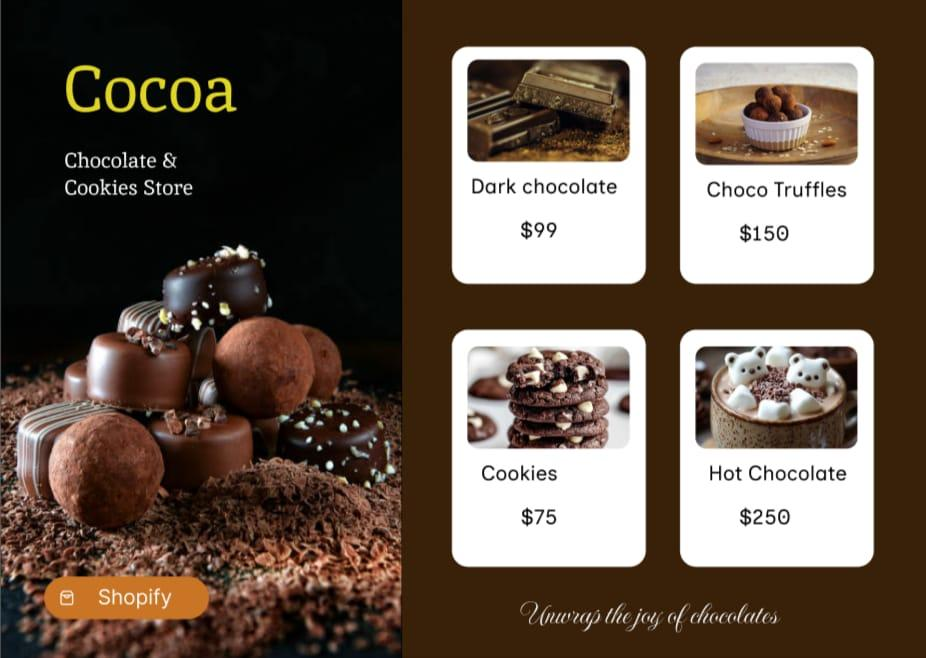 Cocoa
Chocolate &
Cookies Store
Shopify
Dark chocolate
$99
Choco Truffles
$150
Cookies
$75
Hot Chocolate
$250
Unwrap the joy of chocolates